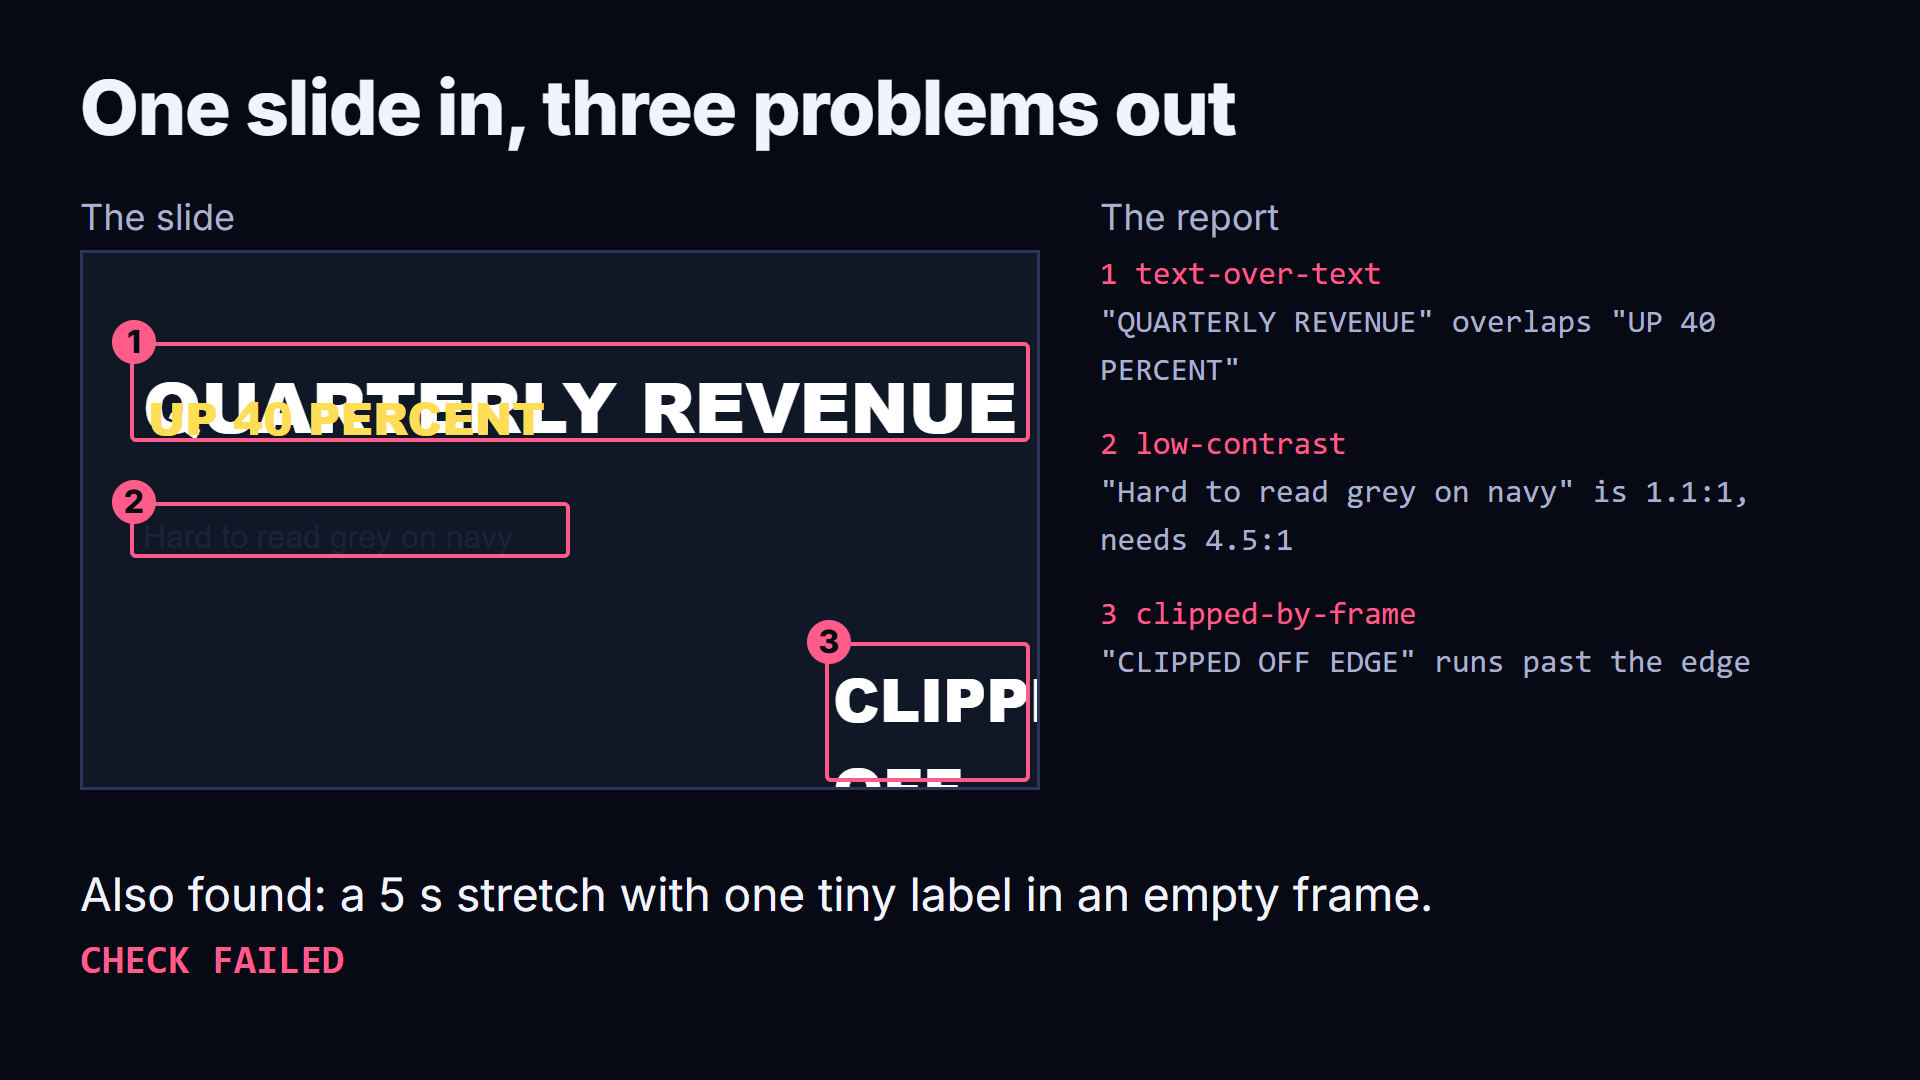 One slide in, three problems out
The slide
1
QUARTERLY REVENUE
UP 40 PERCENT
2
Hard to read grey on navy
3
CLIPP
OFF
The report
1 text-over-text
"QUARTERLY REVENUE" overlaps "UP 40
PERCENT"
2 low-contrast
"Hard to read grey on navy" is 1.1:1,
needs 4.5:1
3 clipped-by-frame
"CLIPPED OFF EDGE" runs past the edge
Also found: a 5 s stretch with one tiny label in an empty frame.
CHECK FAILED